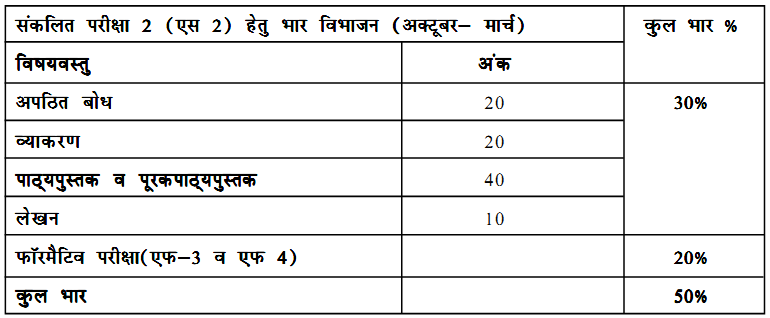 संकलित परीक्षा 2 (एस 2) हेतु भार विभाजन (अक्टूबर– मार्च) कुल भार %
विषयवस्तु अंक
अपठित बोध 20 30%
व्याकरण 20
पाठ्यपुस्तक व पूरकपाठ्यपुस्तक 40
लेखन 10
फॉरमैटिव परीक्षा(एफ–3 व एफ 4) 20%
कुल भार 50%